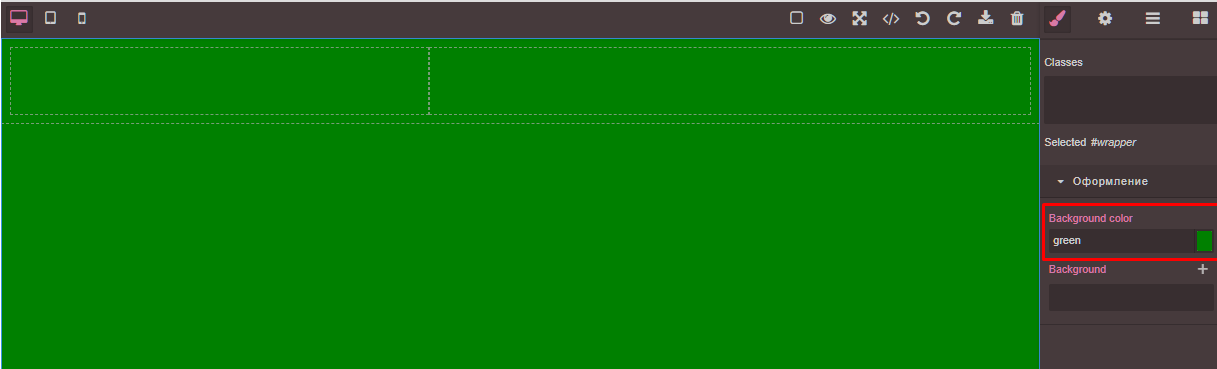 Classes
Selected #wrapper
Оформление
Background color
green
Background